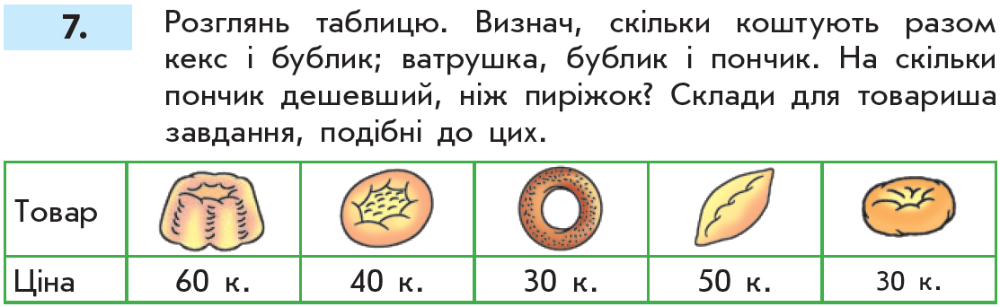 7.
Розглянь таблицю. Визнач, скільки коштують разом
кекс і бублик; ватрушка, бублик і пончик. На скільки
пончик дешевший, ніж пиріжок? Склади для товариша
завдання, подібні до цих.
Товар
Ціна 60 к. 40 к. 30 к. 50 к. 30 к.